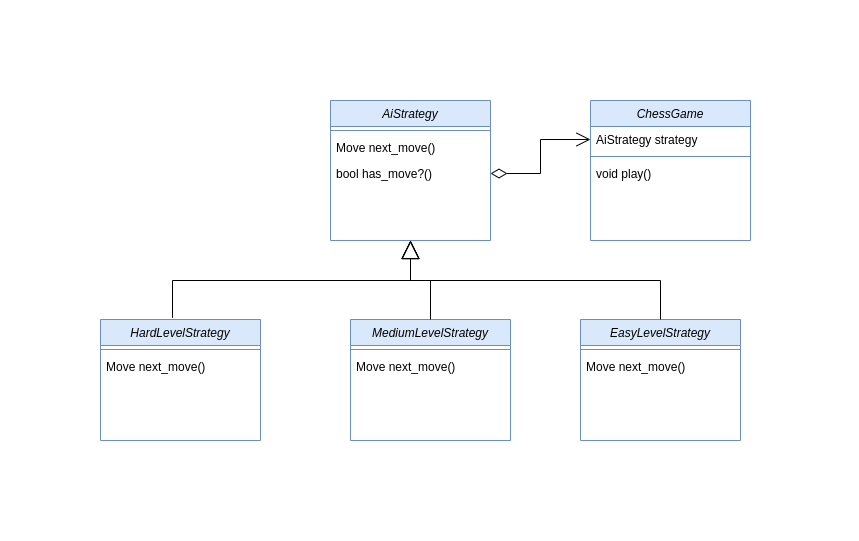 AiStrategy
Move next_move()
bool has_move?()
ChessGame
AiStrategy strategy
void play()
HardLevelStrategy
Move next_move()
MediumLevelStrategy
Move next_move()
EasyLevelStrategy
Move next_move()